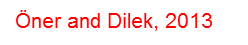 Öner and Dilek, 2013